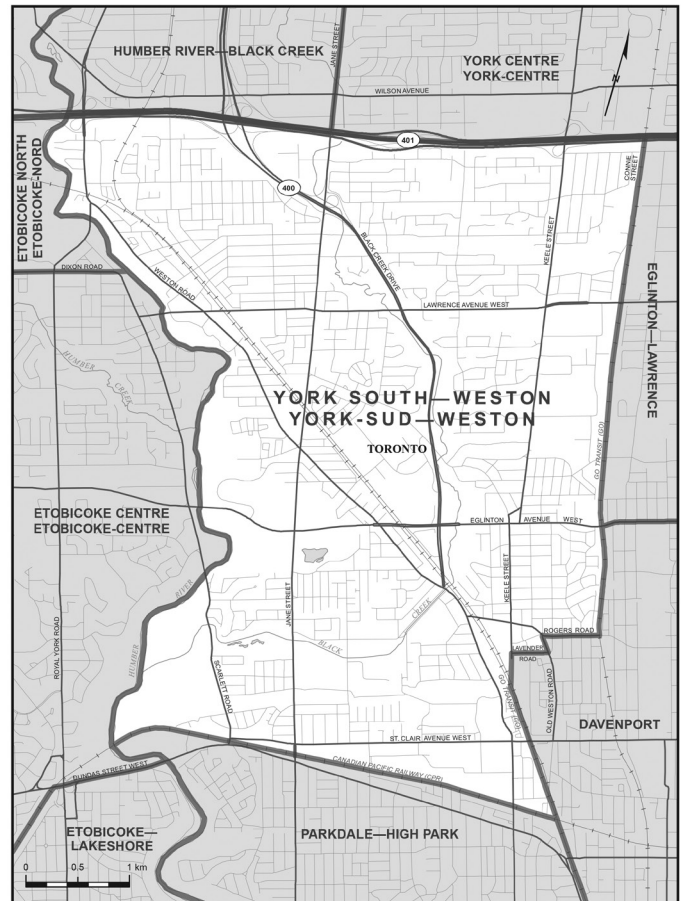 HUMBER RIVER—BLACK CREEK
JANE STREET
YORK CENTRE
YORK-CENTRE
N
WILSON AVENUE
401
400
ETOBICOKE NORTH
ETOBICOKE-NORD
CONNIE
STREET
KEELE STREET
BLACK CREEK DRIVE
DIXON ROAD
WESTON ROAD
LAWRENCE AVENUE WEST
EGLINTON—LAWRENCE
HUMBER
CREEK
YORK SOUTH—WESTON
YORK-SUD—WESTON
TORONTO
GO TRANSIT (GO)
ETOBICOKE CENTRE
ETOBICOKE-CENTRE
EGLINTON AVENUE WEST
HUMBER RIVER
JANE STREET
KEELE STREET
BLACK CREEK
ROYAL YORK ROAD
SCARLETT ROAD
ROGERS ROAD
LAVENDER
ROAD
OLD WESTON ROAD
GO TRANSIT (GO)
DAVENPORT
ST. CLAIR AVENUE WEST
CANADIAN PACIFIC RAILWAY (CPR)
DUNDAS STREET WEST
ETOBICOKE—
LAKESHORE
PARKDALE—HIGH PARK
0 0.5 1 km